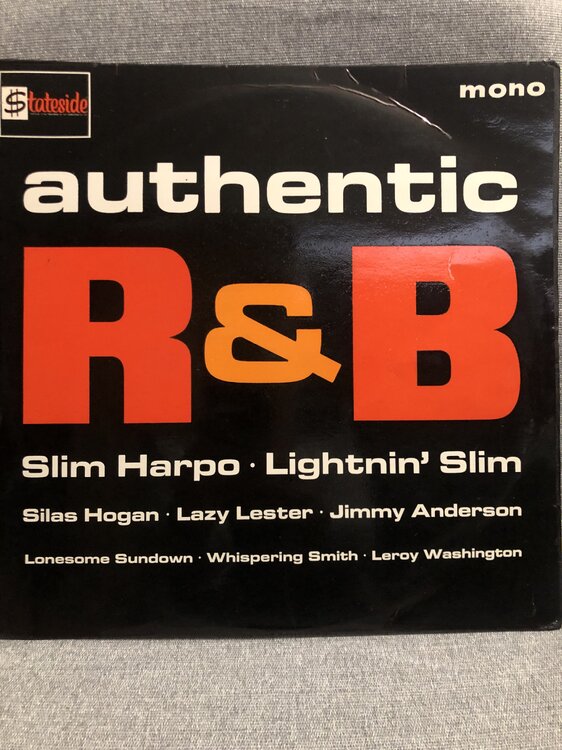 $tateside
mono
authentic
R&B
Slim Harpo · Lightnin’ Slim
Silas Hogan · Lazy Lester · Jimmy Anderson
Lonesome Sundown · Whispering Smith · Leroy Washington